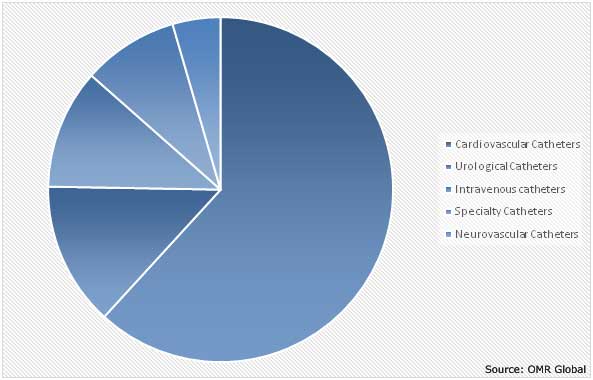 Cardiovascular Catheters
Urological Catheters
Intravenous catheters
Specialty Catheters
Neurovascular Catheters
Source: OMR Global